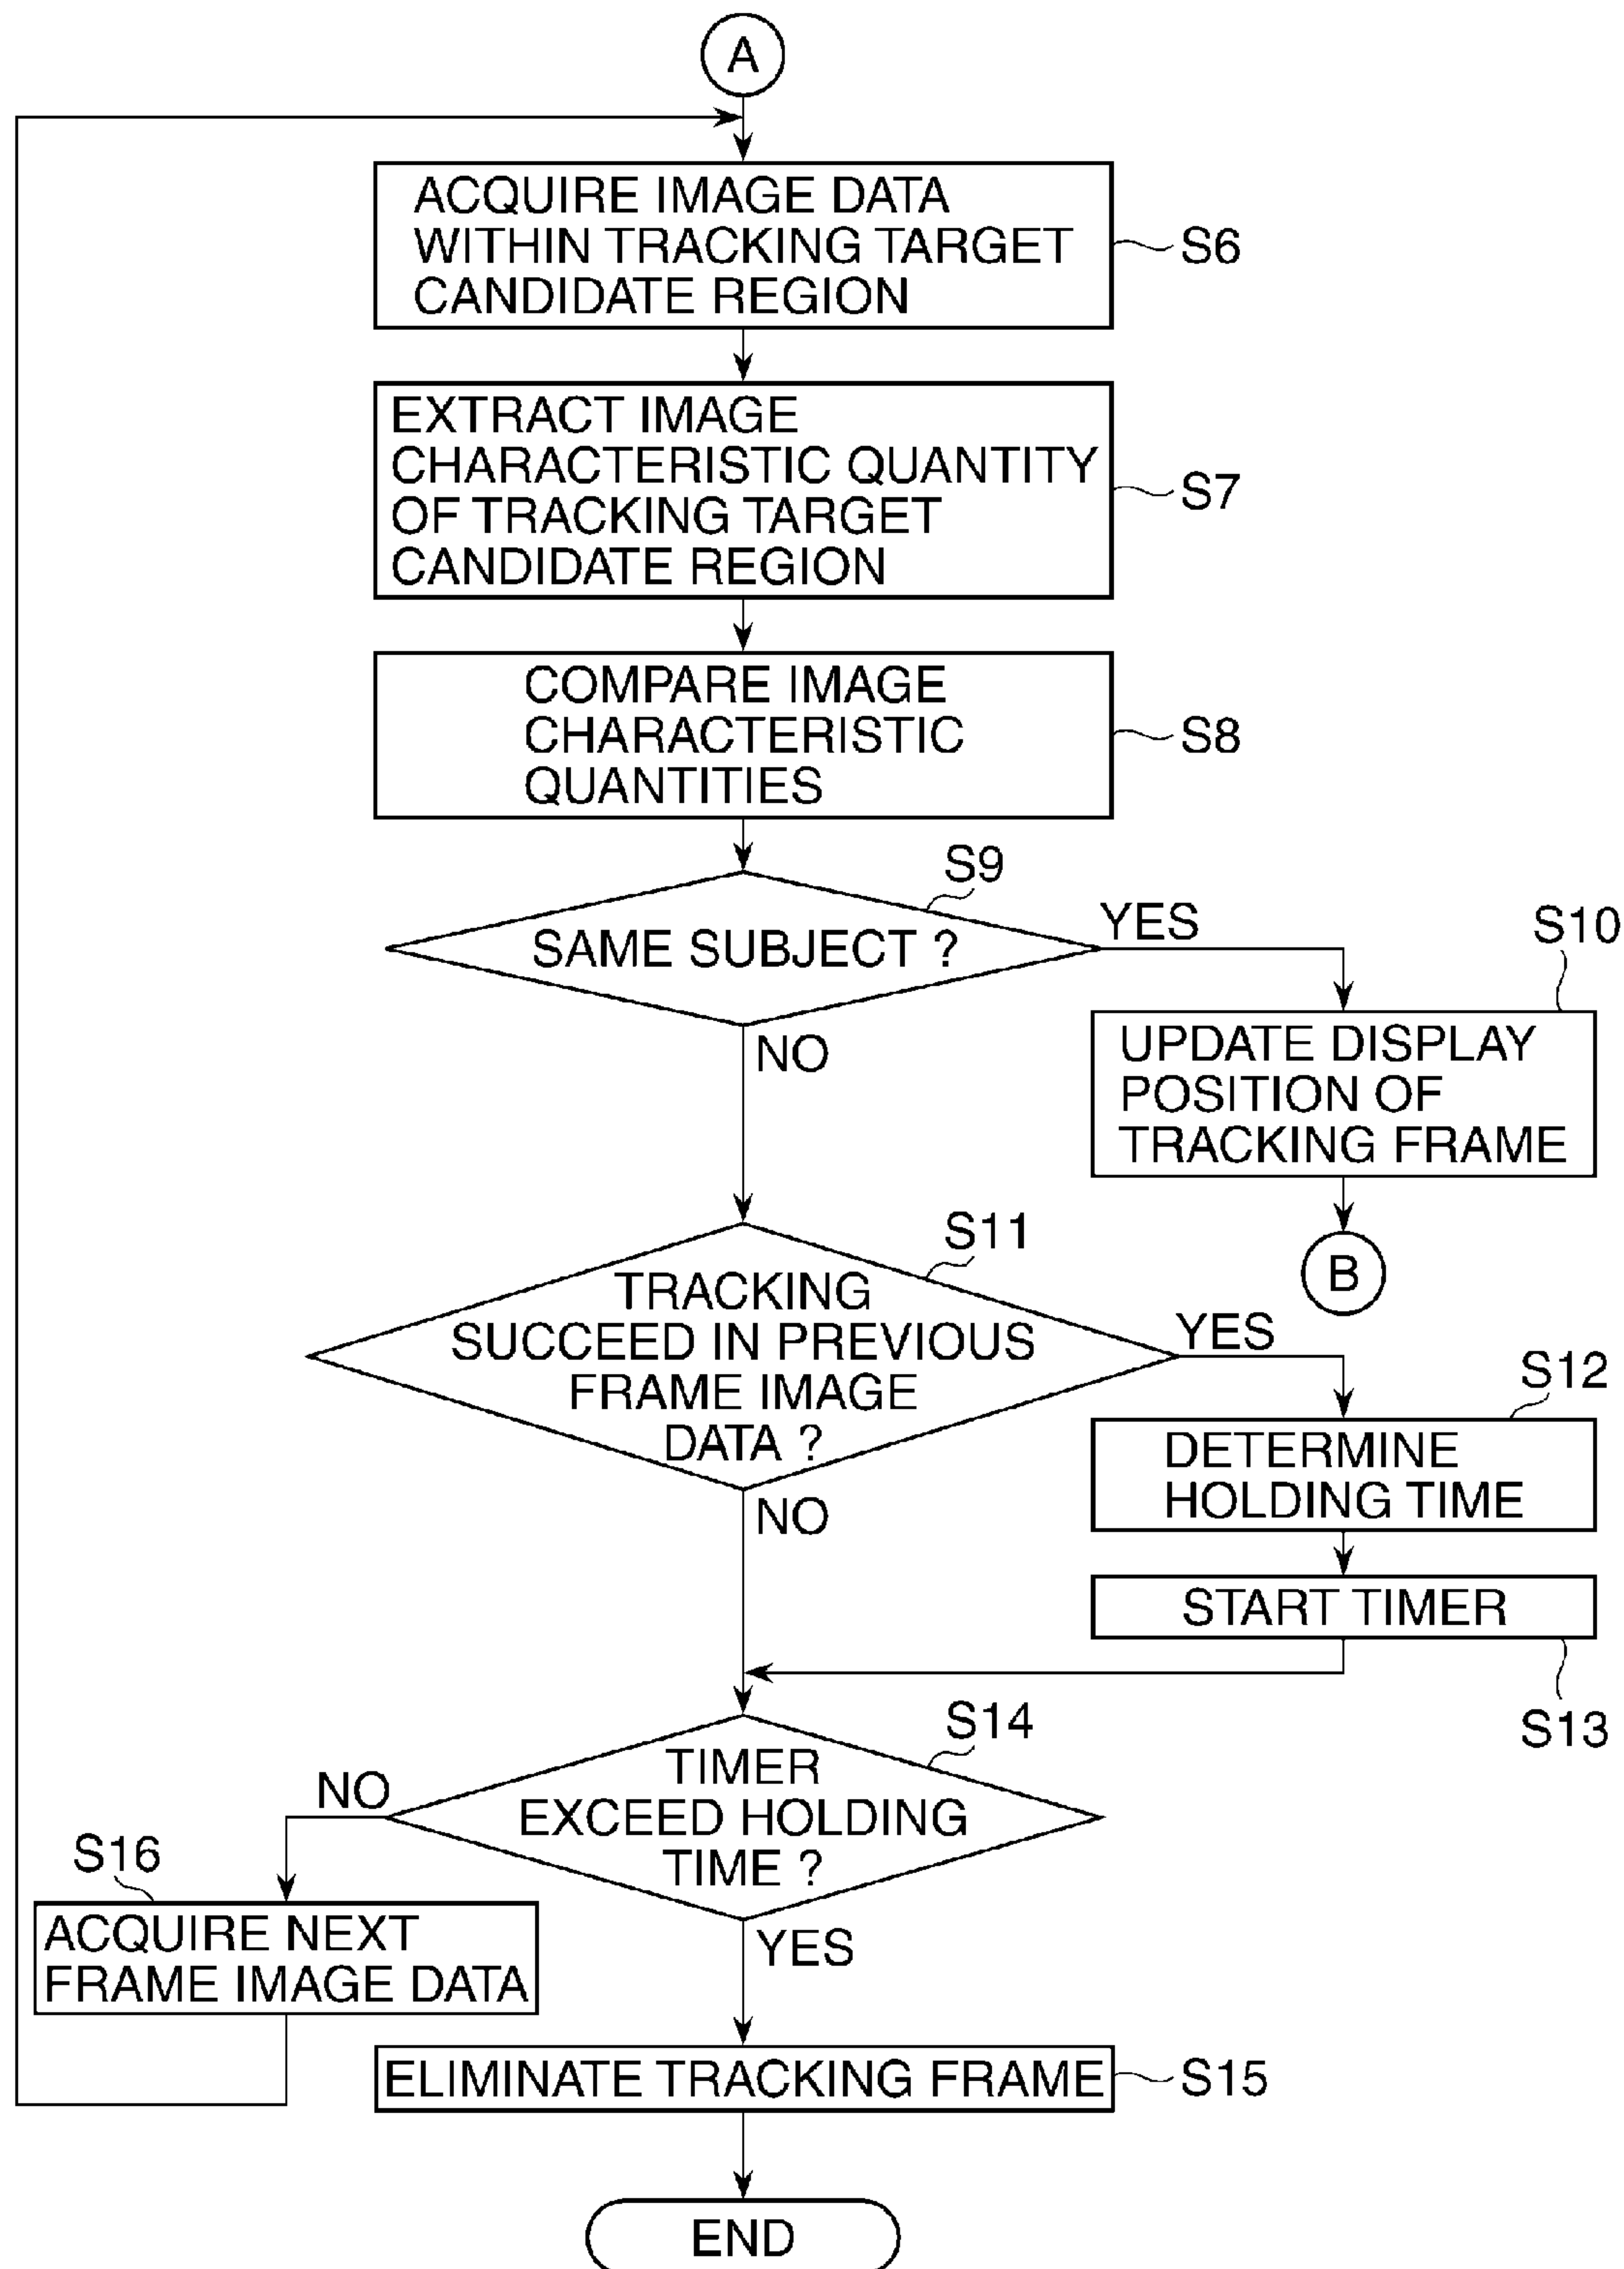 A
ACQUIRE IMAGE DATA
WITHIN TRACKING TARGET
CANDIDATE REGION
S6
EXTRACT IMAGE
CHARACTERISTIC QUANTITY
OF TRACKING TARGET
CANDIDATE REGION
S7
COMPARE IMAGE
CHARACTERISTIC
QUANTITIES
S8
S9
SAME SUBJECT ?
YES
NO
S10
UPDATE DISPLAY
POSITION OF
TRACKING FRAME
B
S11
TRACKING
SUCCEED IN PREVIOUS
FRAME IMAGE
DATA ?
YES
NO
S12
DETERMINE
HOLDING TIME
START TIMER
S13
S14
TIMER
EXCEED HOLDING
TIME ?
NO
YES
S16
ACQUIRE NEXT
FRAME IMAGE DATA
ELIMINATE TRACKING FRAME
S15
END